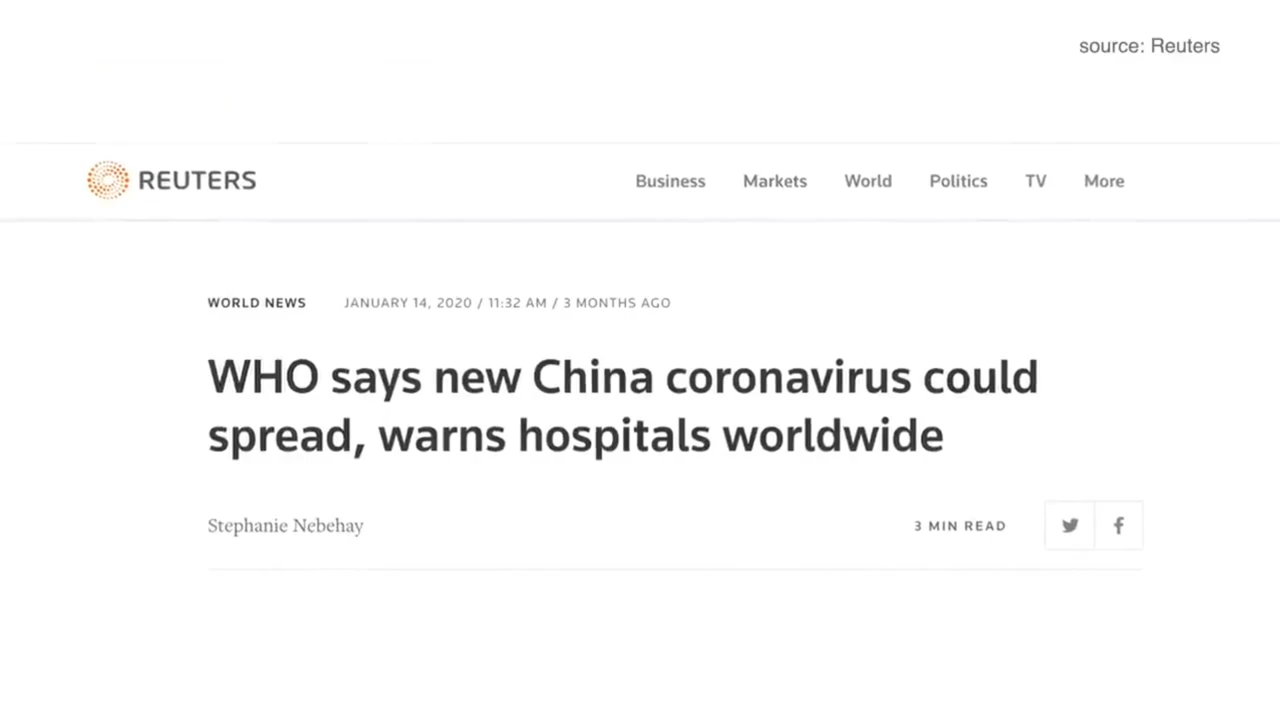 source: Reuters
REUTERS
Business Markets World Politics TV More
WORLD NEWS JANUARY 14, 2020 / 11:32 AM / 3 MONTHS AGO
WHO says new China coronavirus could
spread, warns hospitals worldwide
Stephanie Nebehay
3 MIN READ